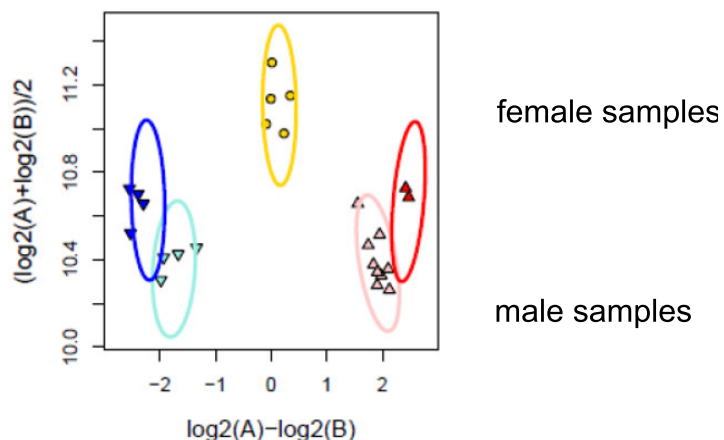 (log2(A)+log2(B))/2
11.2
10.8
10.4
10.0
−2
−1
0
1
2
log2(A)−log2(B)
female samples
male samples